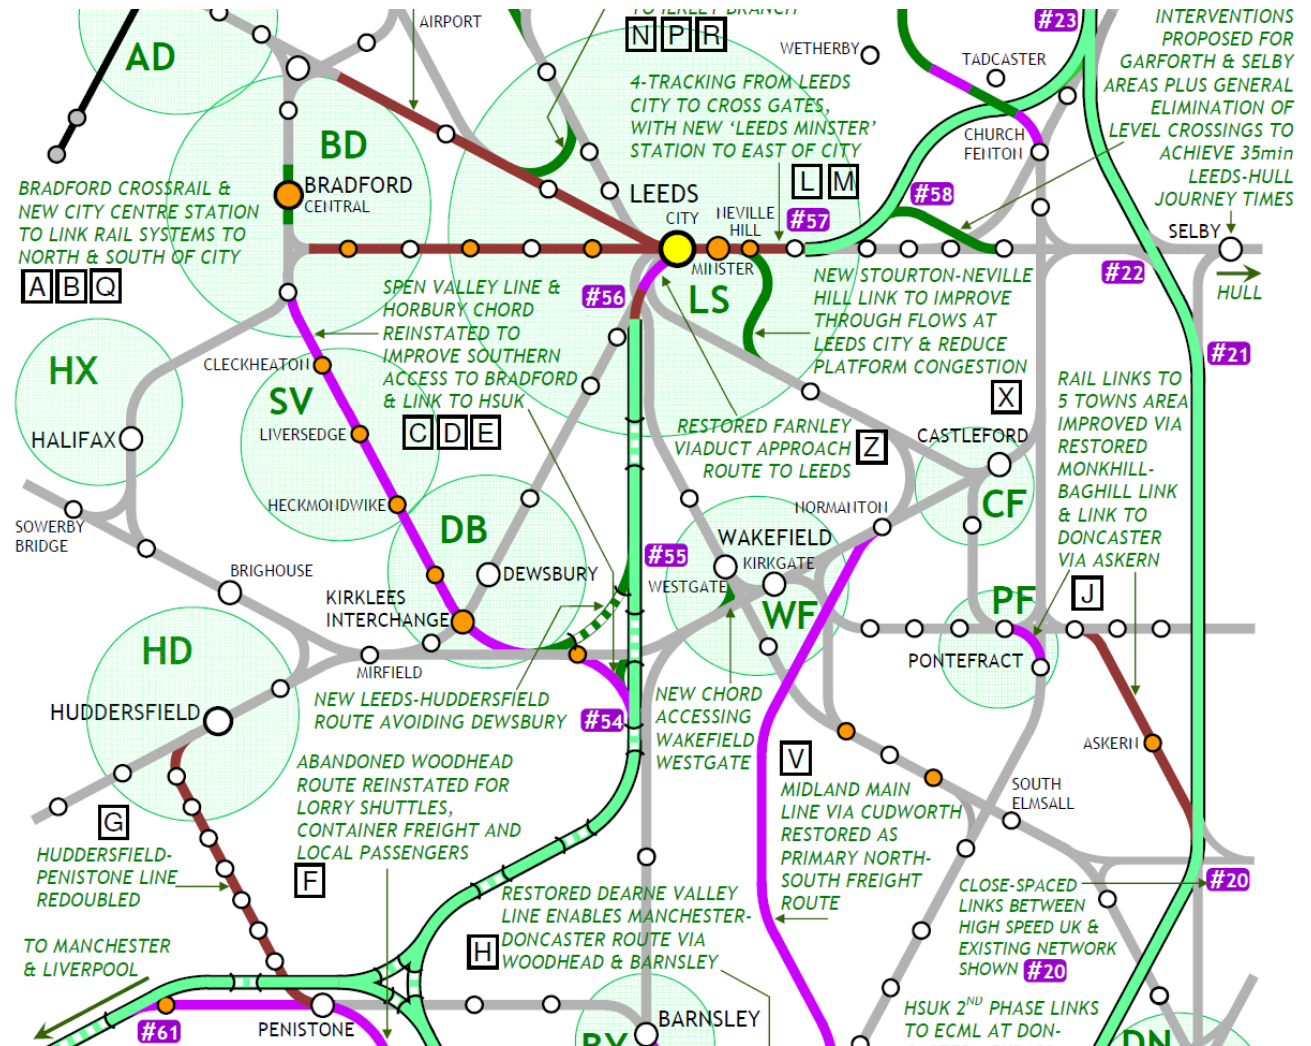 AIRPORT
TO ILKLEY BRANCH
N P R
#23
INTERVENTIONS
PROPOSED FOR
GARFORTH & SELBY
AREAS PLUS GENERAL
ELIMINATION OF
LEVEL CROSSINGS TO
ACHIEVE 35min
LEEDS-HULL
JOURNEY TIMES
WETHERBY
TADCASTER
AD
4-TRACKING FROM LEEDS
CITY TO CROSS GATES,
WITH NEW ‘LEEDS MINSTER’
STATION TO EAST OF CITY
L M
CHURCH
FENTON
BD
BRADFORD
CENTRAL
BRADFORD CROSSRAIL &
NEW CITY CENTRE STATION
TO LINK RAIL SYSTEMS TO
NORTH & SOUTH OF CITY
A B Q
LEEDS
CITY
NEVILLE
HILL
MINSTER
#57
#58
SELBY
#22
HULL
SPEN VALLEY LINE &
HORBURY CHORD
REINSTATED TO
IMPROVE SOUTHERN
ACCESS TO BRADFORD
& LINK TO HSUK
C D E
#56
LS
NEW STOURTON-NEVILLE
HILL LINK TO IMPROVE
THROUGH FLOWS AT
LEEDS CITY & REDUCE
PLATFORM CONGESTION
X
#21
HX
CLECKHEATON
SV
LIVERSEDGE
HALIFAX
RAIL LINKS TO
5 TOWNS AREA
IMPROVED VIA
RESTORED
MONKHILL-
BAGHILL LINK
& LINK TO
DONCASTER
VIA ASKERN
J
RESTORED FARNLEY
VIADUCT APPROACH
ROUTE TO LEEDS
Z
CASTLEFORD
CF
HECKMONDWIKE
SOWERBY
BRIDGE
DB
NORMANTON
WAKEFIELD
KIRKGATE
WESTGATE
WF
#55
BRIGHOUSE
DEWSBURY
KIRKLEES
INTERCHANGE
PF
PONTEFRACT
HD
MIRFIELD
NEW LEEDS-HUDDERSFIELD
ROUTE AVOIDING DEWSBURY
#54
NEW CHORD
ACCESSING
WAKEFIELD
WESTGATE
HUDDERSFIELD
ASKERN
V
MIDLAND MAIN
LINE VIA CUDWORTH
RESTORED AS
PRIMARY NORTH-
SOUTH FREIGHT
ROUTE
SOUTH
ELMSALL
ABANDONED WOODHEAD
ROUTE REINSTATED FOR
LORRY SHUTTLES,
CONTAINER FREIGHT AND
LOCAL PASSENGERS
F
G
HUDDERSFIELD-
PENISTONE LINE
REDOUBLED
RESTORED DEARNE VALLEY
LINE ENABLES MANCHESTER-
DONCASTER ROUTE VIA
WOODHEAD & BARNSLEY
H
CLOSE-SPACED
LINKS BETWEEN
HIGH SPEED UK &
EXISTING NETWORK
SHOWN #20
#20
TO MANCHESTER
& LIVERPOOL
#61
PENISTONE
BARNSLEY
BY
HSUK 2ND PHASE LINKS
TO ECML AT DON-
DN